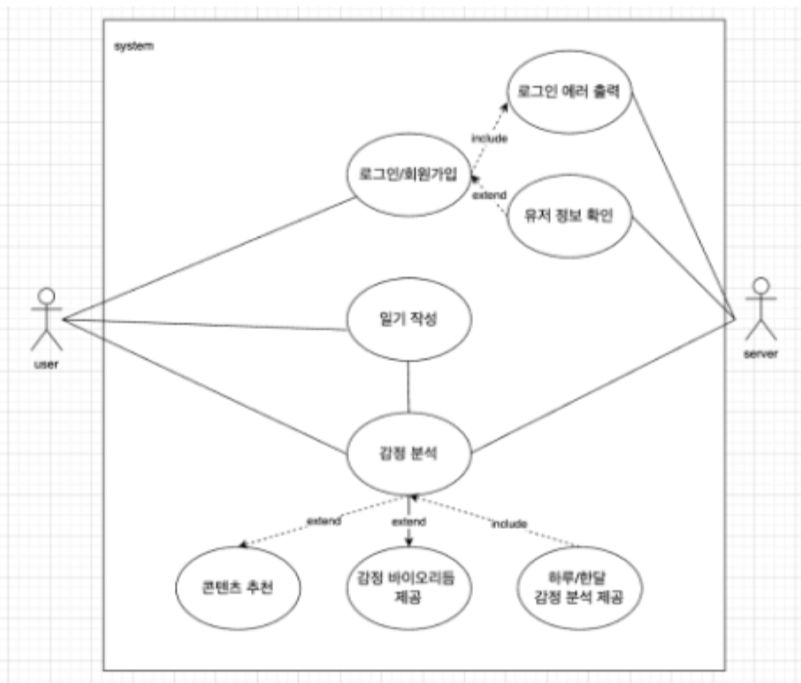 system
로그인 에러 출력
include
로그인/회원가입
extend
유저 정보 확인
일기 작성
user
server
감정 분석
extend
extend
include
콘텐츠 추천
감정 바이오리듬
제공
하루/한달
감정 분석 제공